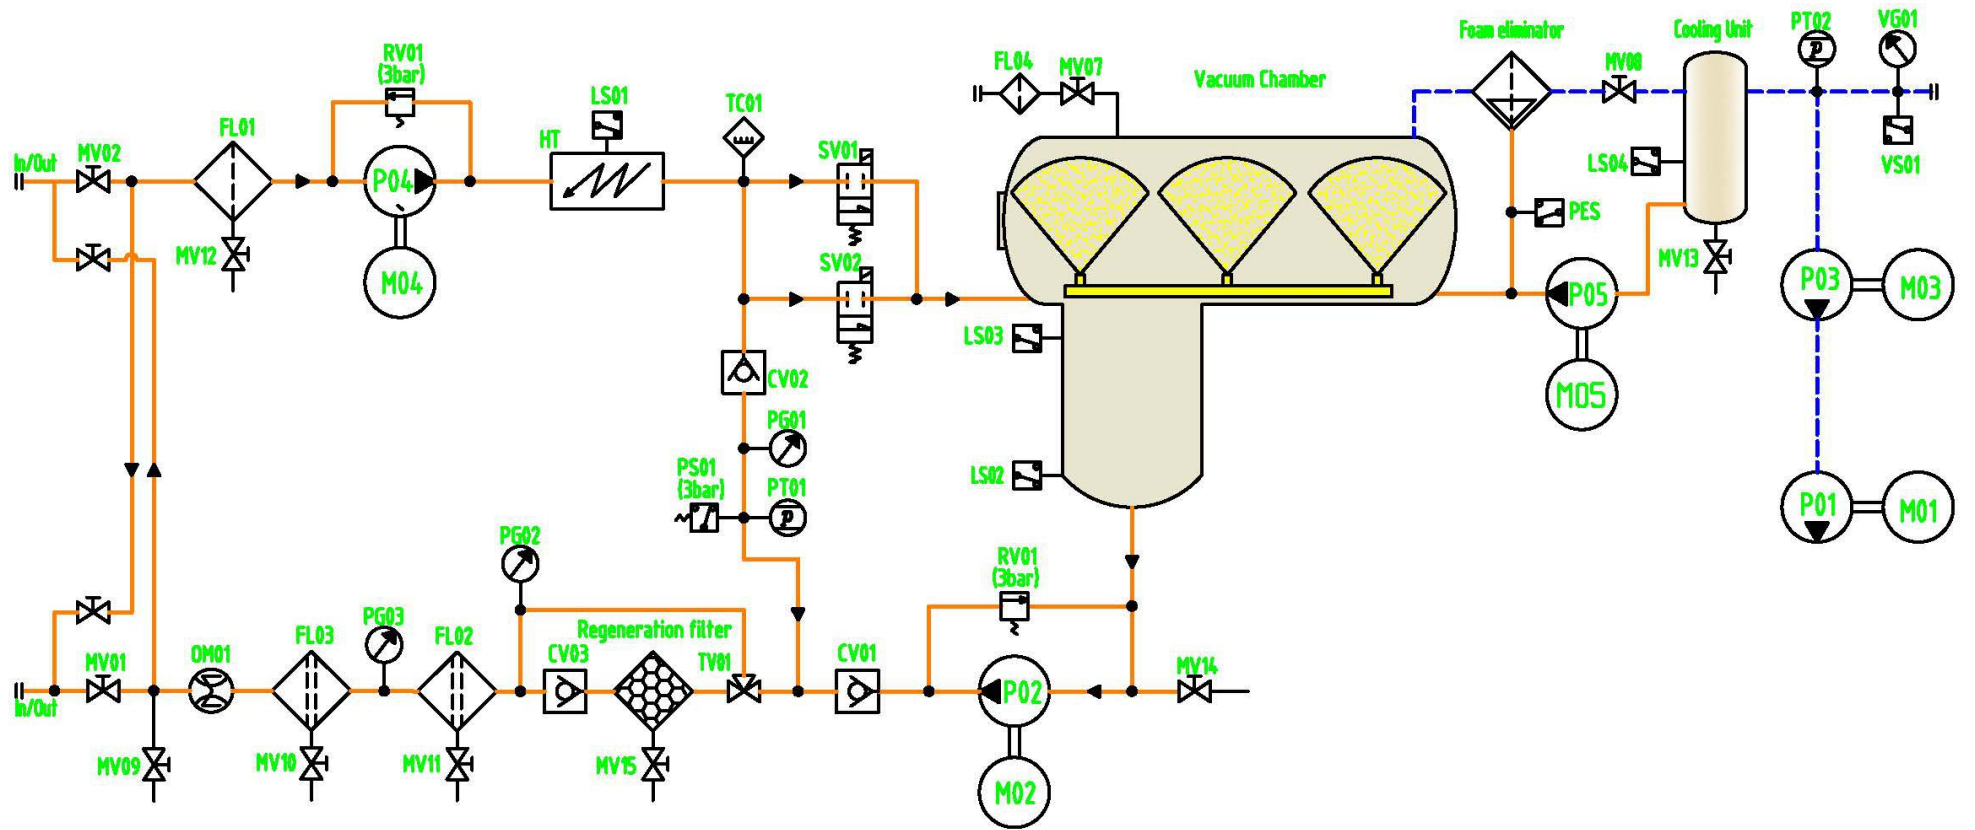 Foam eliminator
Cooling Unit
PT02
VG01
RV01
(3bar)
FL04
MV07
Vacuum Chamber
MV08
LS01
TC01
FL01
HT
In/Out
MV02
P04
SV01
LS04
VS01
PES
MV12
M04
SV02
MV13
P03
M03
P05
LS03
CV02
M05
PG01
PS01
(3bar)
PT01
LS02
P01
M01
PG02
RV01
(3bar)
PG03
Regeneration filter
FL03
FL02
OM01
MV01
CV03
TV01
CV01
MV14
P02
In/Out
MV09
MV10
MV11
MV15
M02
p
p